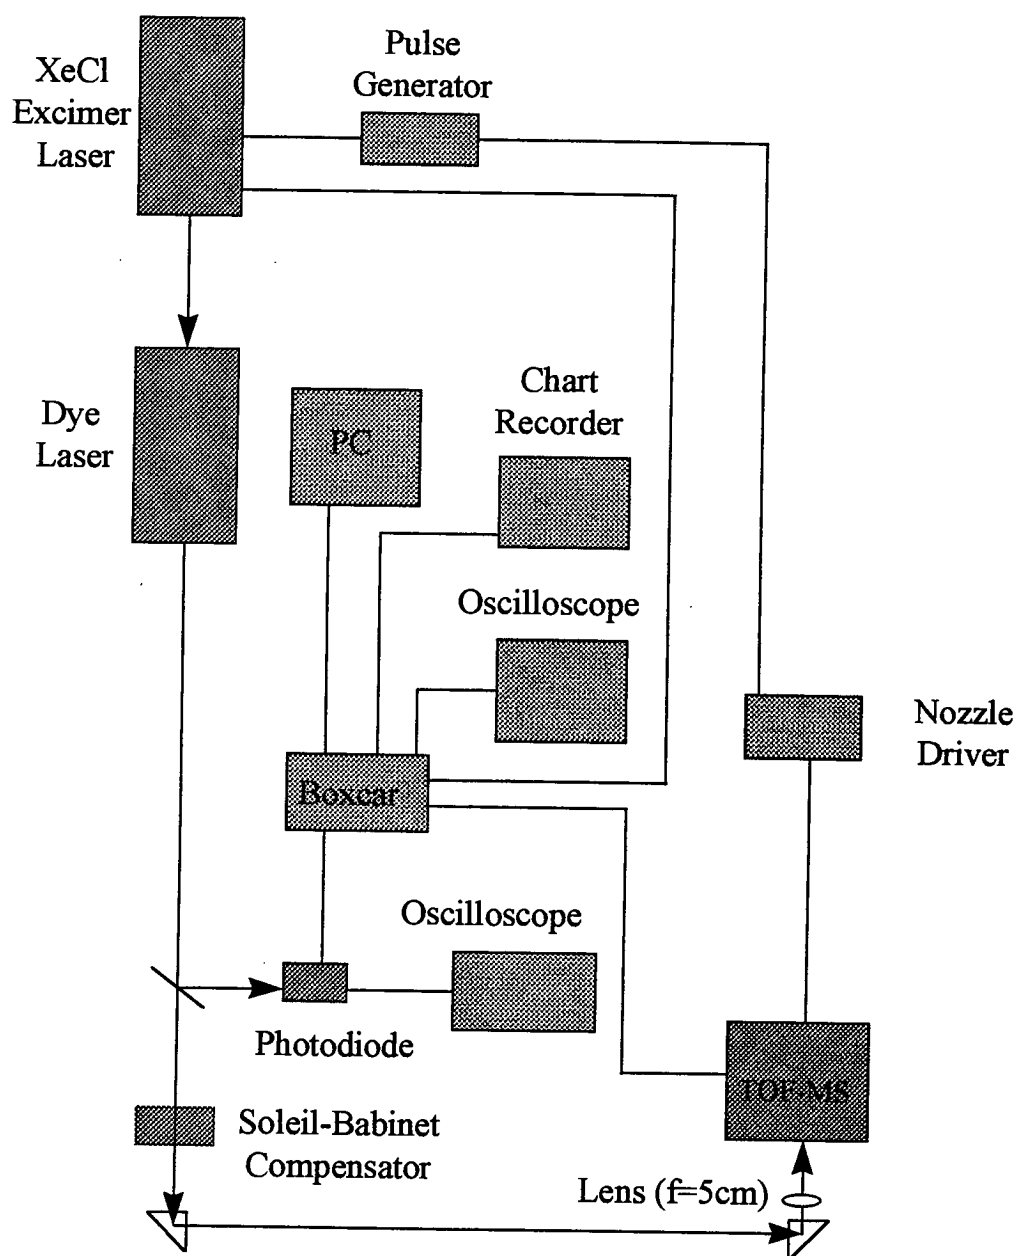 Pulse
Generator
XeCl
Excimer
Laser
Dye
Laser
PC
Chart
Recorder
Oscilloscope
Nozzle
Driver
Boxcar
Oscilloscope
Photodiode
TOF-MS
Soleil-Babinet
Compensator
Lens (f=5cm)